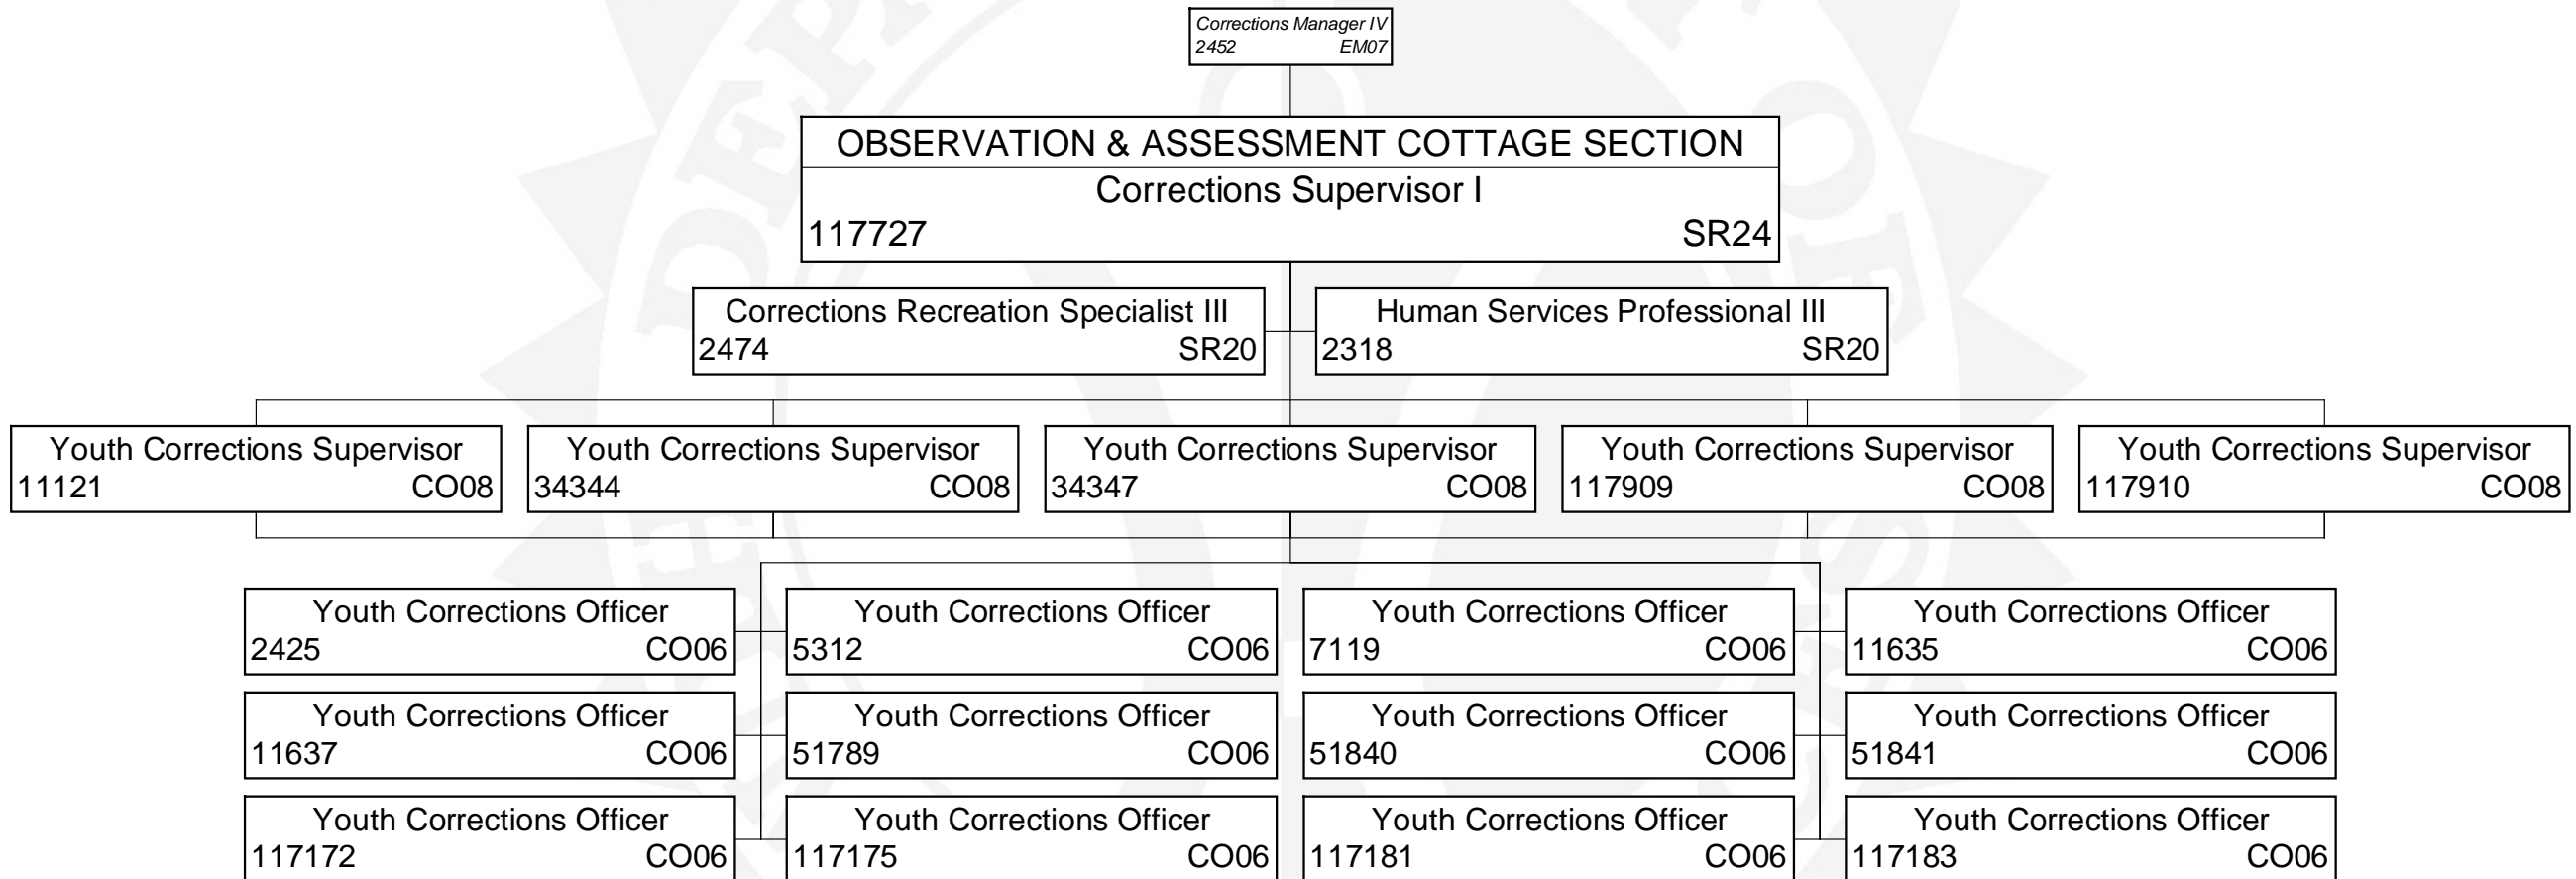 Corrections Manager IV
2452 EM07
OBSERVATION & ASSESSMENT COTTAGE SECTION
Corrections Supervisor I
117727 SR24
Corrections Recreation Specialist III
2474 SR20
Human Services Professional III
2318 SR20
Youth Corrections Supervisor
11121 CO08
Youth Corrections Supervisor
34344 CO08
Youth Corrections Supervisor
34347 CO08
Youth Corrections Supervisor
117909 CO08
Youth Corrections Supervisor
117910 CO08
Youth Corrections Officer
2425 CO06
Youth Corrections Officer
5312 CO06
Youth Corrections Officer
7119 CO06
Youth Corrections Officer
11635 CO06
Youth Corrections Officer
11637 CO06
Youth Corrections Officer
51789 CO06
Youth Corrections Officer
51840 CO06
Youth Corrections Officer
51841 CO06
Youth Corrections Officer
117172 CO06
Youth Corrections Officer
117175 CO06
Youth Corrections Officer
117181 CO06
Youth Corrections Officer
117183 CO06